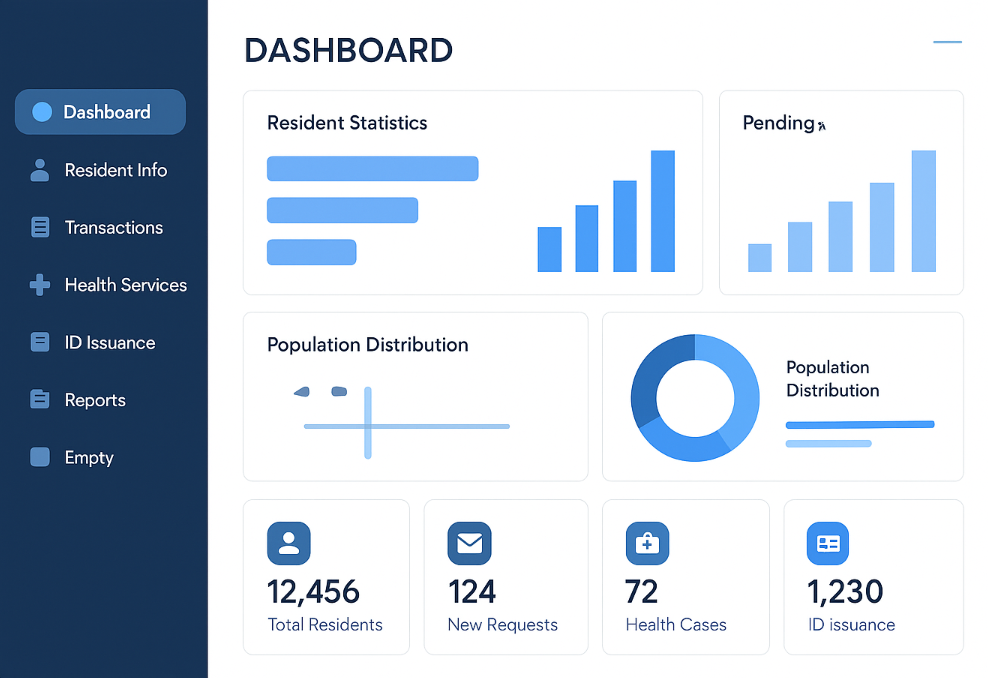 DASHBOARD
Dashboard
Resident Info
Transactions
Health Services
ID Issuance
Reports
Empty
Resident Statistics
Pending
Population Distribution
Population
Distribution
12,456
Total Residents
124
New Requests
72
Health Cases
1,230
ID issuance